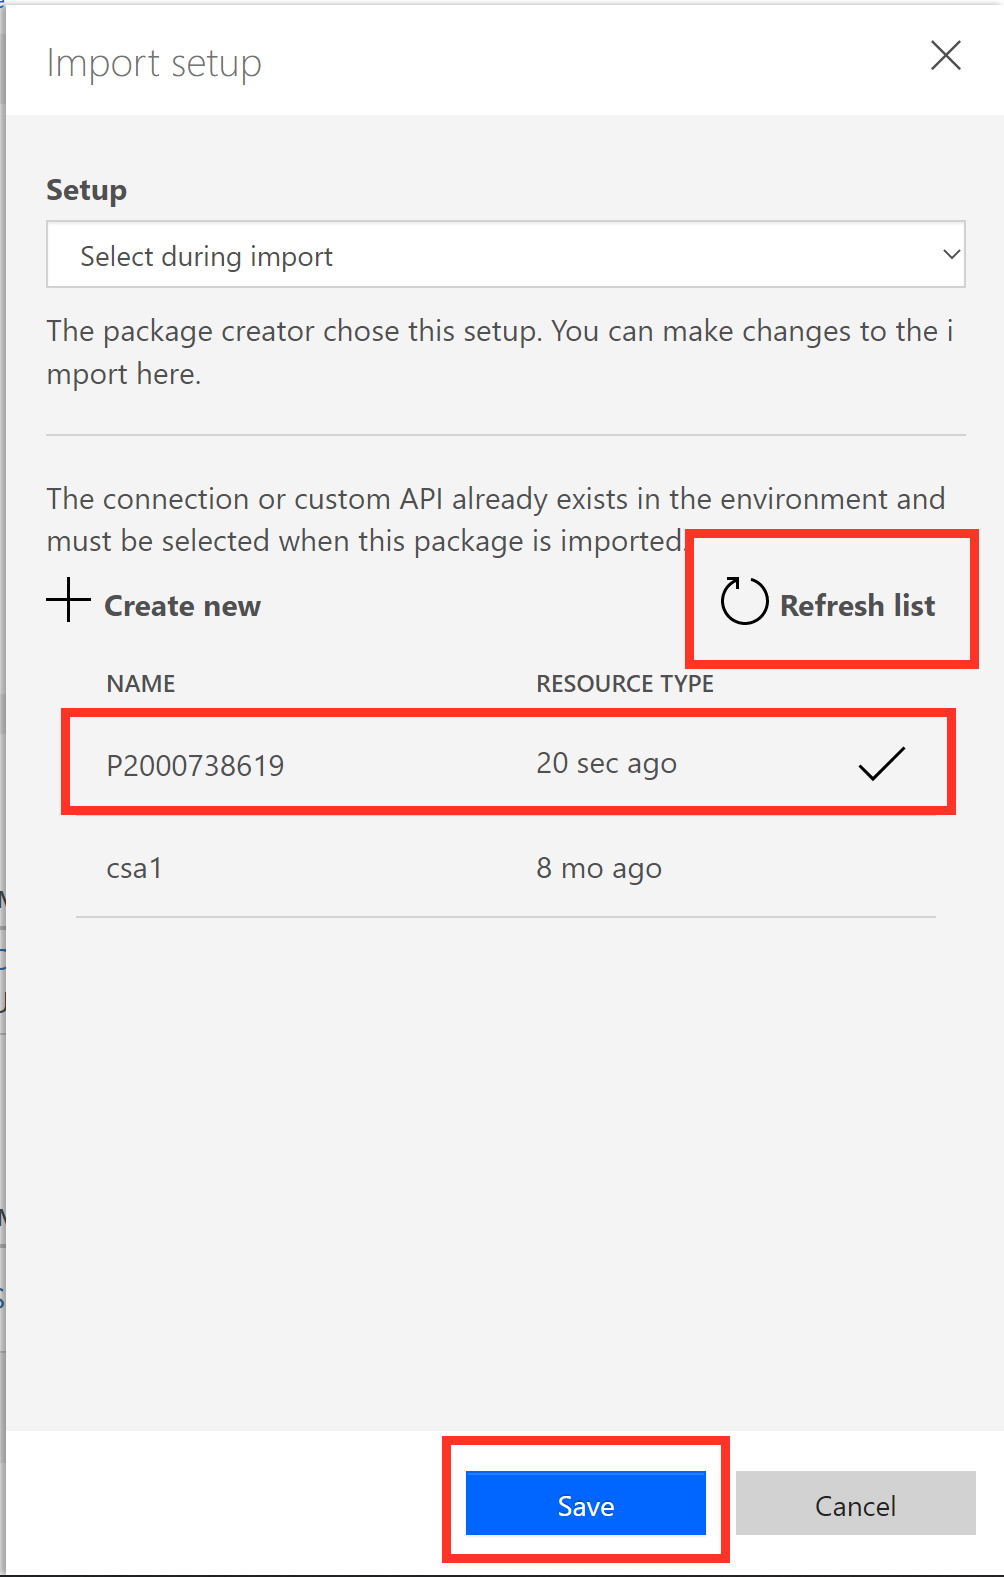 Import setup
Setup
Select during import
The package creator chose this setup. You can make changes to the i
mport here.
The connection or custom API already exists in the environment and
must be selected when this package is imported.
Create new
Refresh list
NAME RESOURCE TYPE
P2000738619 20 sec ago
csa1 8 mo ago
Save Cancel